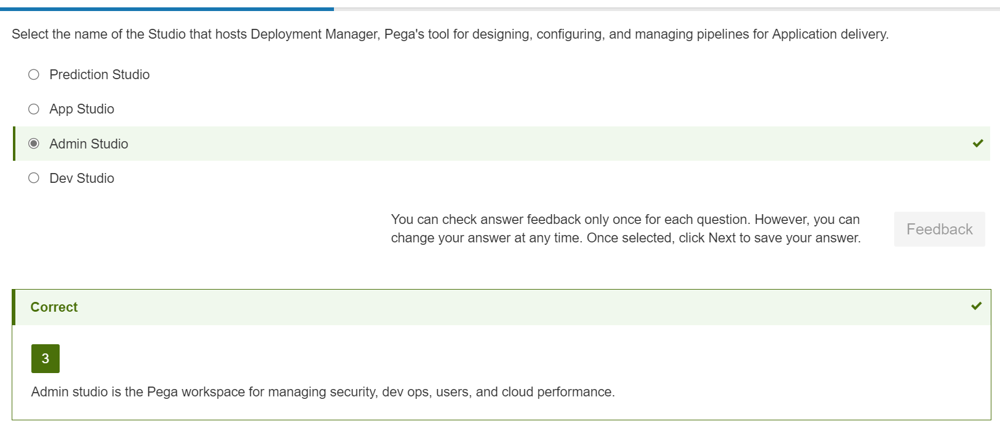 Select the name of the Studio that hosts Deployment Manager, Pega's tool for designing, configuring, and managing pipelines for Application delivery.
Prediction Studio
App Studio
Admin Studio
Dev Studio
You can check answer feedback only once for each question. However, you can
change your answer at any time. Once selected, click Next to save your answer.
Feedback
Correct
3
Admin studio is the Pega workspace for managing security, dev ops, users, and cloud performance.